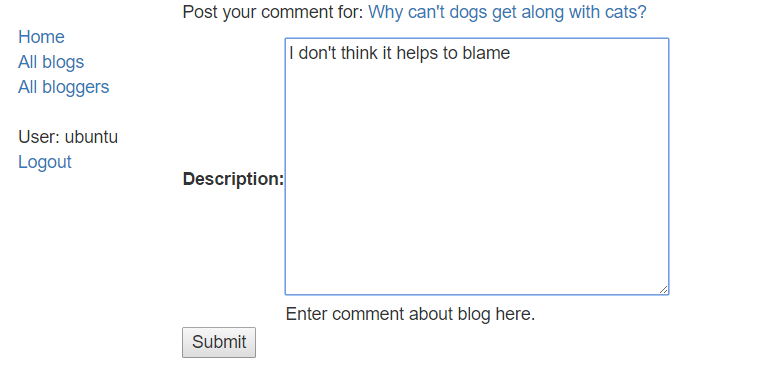 Home
All blogs
All bloggers
User: ubuntu
Logout
Post your comment for: Why can't dogs get along with cats?
Description:
I don't think it helps to blame
Enter comment about blog here.
Submit